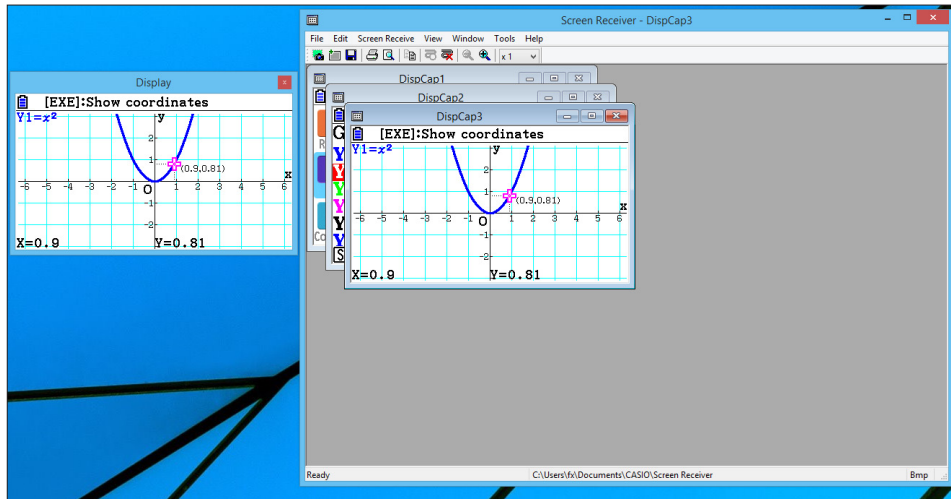 Screen Receiver - DispCap3
File Edit Screen Receive View Window Tools Help
x 1
Display
[EXE]:Show coordinates
Y1=x²
y
2
1
(0.9,0.81)
x
-6 -5 -4 -3 -2 -1 O 1 2 3 4 5 6
-1
-2
X=0.9 Y=0.81
DispCap1
R
Co
DispCap2
G
Y
Y
Y
Y
Y
Y
S
DispCap3
[EXE]:Show coordinates
Y1=x²
y
2
1
(0.9,0.81)
x
-6 -5 -4 -3 -2 -1 O 1 2 3 4 5 6
-1
-2
X=0.9 Y=0.81
Ready C:\Users\fx\Documents\CASIO\Screen Receiver Bmp